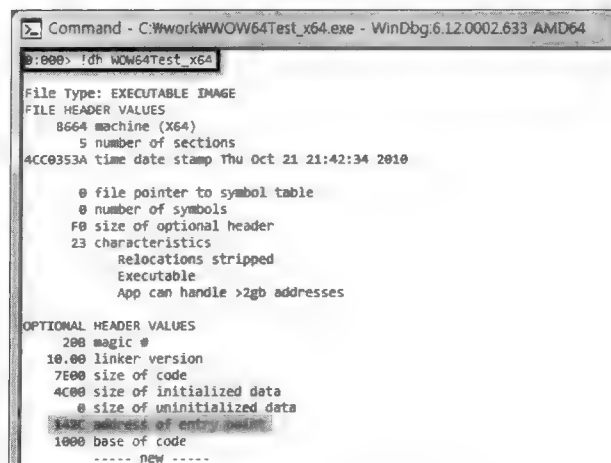 Command - C:₩work₩WOW64Test_x64.exe - WinDbg:6.12.0002.633 AMD64
0:000> !dh WOW64Test_x64
File Type: EXECUTABLE IMAGE
FILE HEADER VALUES
8664 machine (X64)
5 number of sections
4CC0353A time date stamp Thu Oct 21 21:42:34 2010
0 file pointer to symbol table
0 number of symbols
F0 size of optional header
23 characteristics
Relocations stripped
Executable
App can handle >2gb addresses
OPTIONAL HEADER VALUES
20B magic #
10.00 linker version
7E00 size of code
4C00 size of initialized data
0 size of uninitialized data
address of entry point
1000 base of code
----- new -----